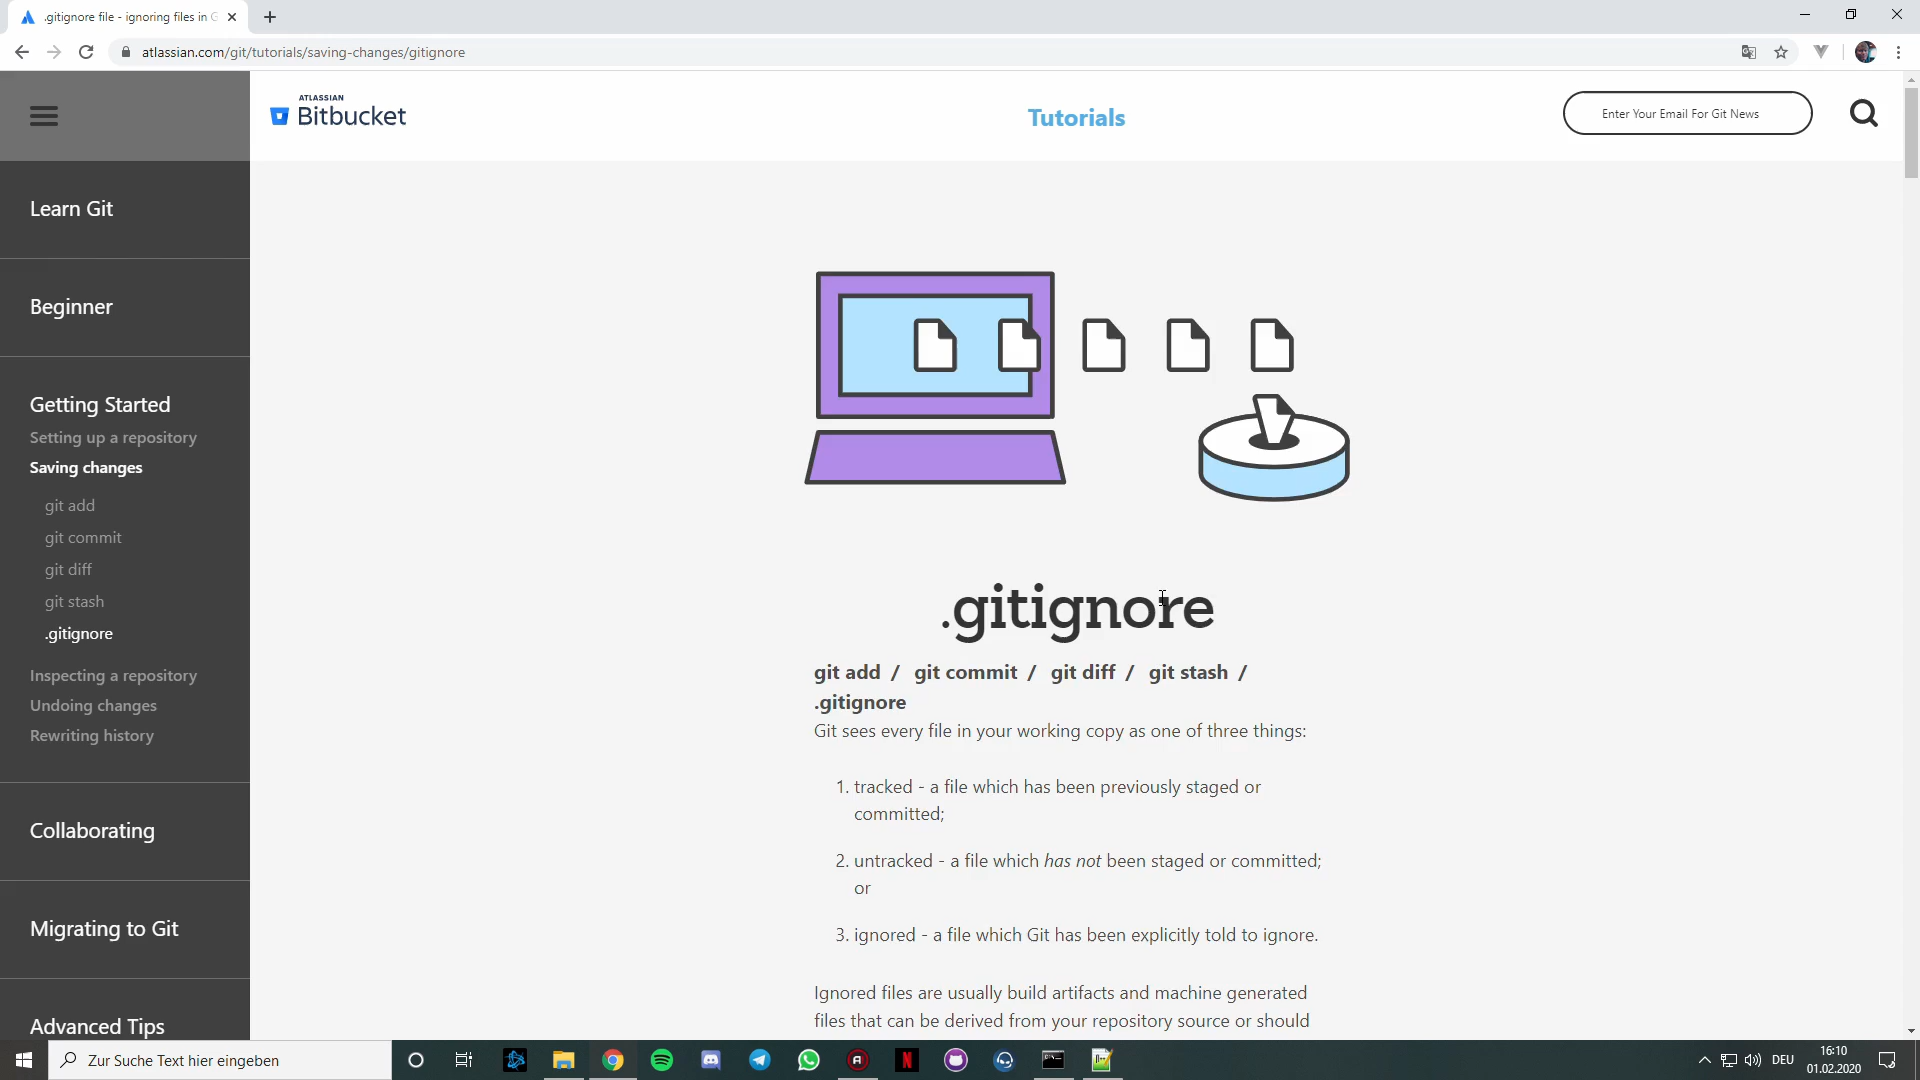 .gitignore file - ignoring files in G
atlassian.com/git/tutorials/saving-changes/gitignore
ATLASSIAN
Bitbucket
Tutorials
Enter Your Email For Git News
Learn Git
Beginner
Getting Started
Setting up a repository
Saving changes
git add
git commit
git diff
git stash
.gitignore
Inspecting a repository
Undoing changes
Rewriting history
Collaborating
Migrating to Git
Advanced Tips
.gitignore
git add / git commit / git diff / git stash /
.gitignore
Git sees every file in your working copy as one of three things:
1. tracked - a file which has been previously staged or
committed;
2. untracked - a file which has not been staged or committed;
or
3. ignored - a file which Git has been explicitly told to ignore.
Ignored files are usually build artifacts and machine generated
files that can be derived from your repository source or should
Zur Suche Text hier eingeben
DEU
16:10
01.02.2020